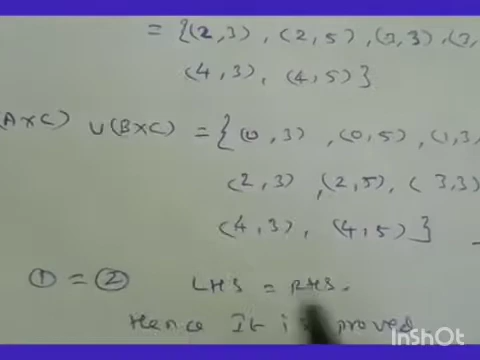 = {(2,3), (2,5), (3,3), (3,
(4,3), (4,5)}
(A×C) ∪ (B×C) = {(0,3), (0,5), (1,3
(2,3), (2,5), (3,3)
(4,3), (4,5)}
① = ② LHS = RHS.
Hence It is proved
InShOt